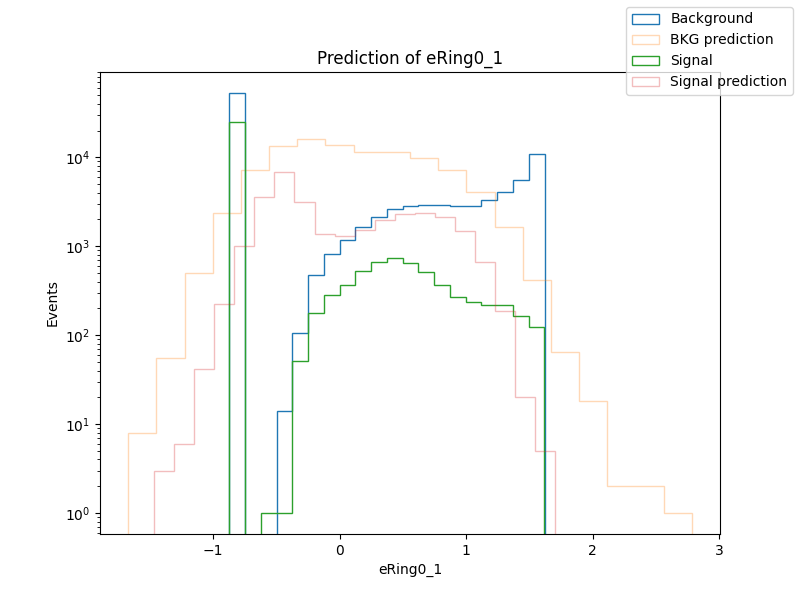 Background
BKG prediction
Signal
Signal prediction
Prediction of eRing0_1
Events
10⁴
10³
10²
10¹
10⁰
−1
0
1
2
3
eRing0_1